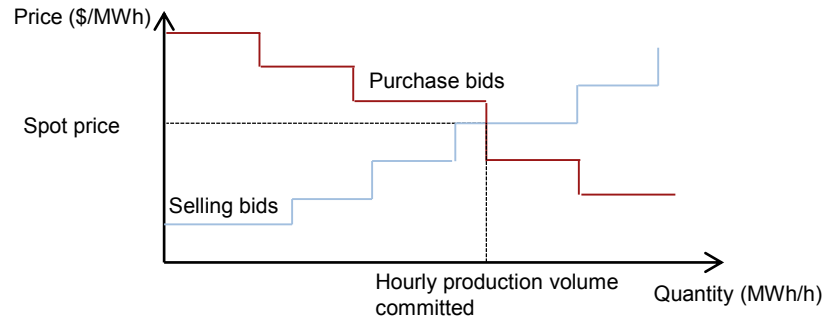 Price ($/MWh)
Purchase bids
Spot price
Selling bids
Hourly production volume
committed
Quantity (MWh/h)